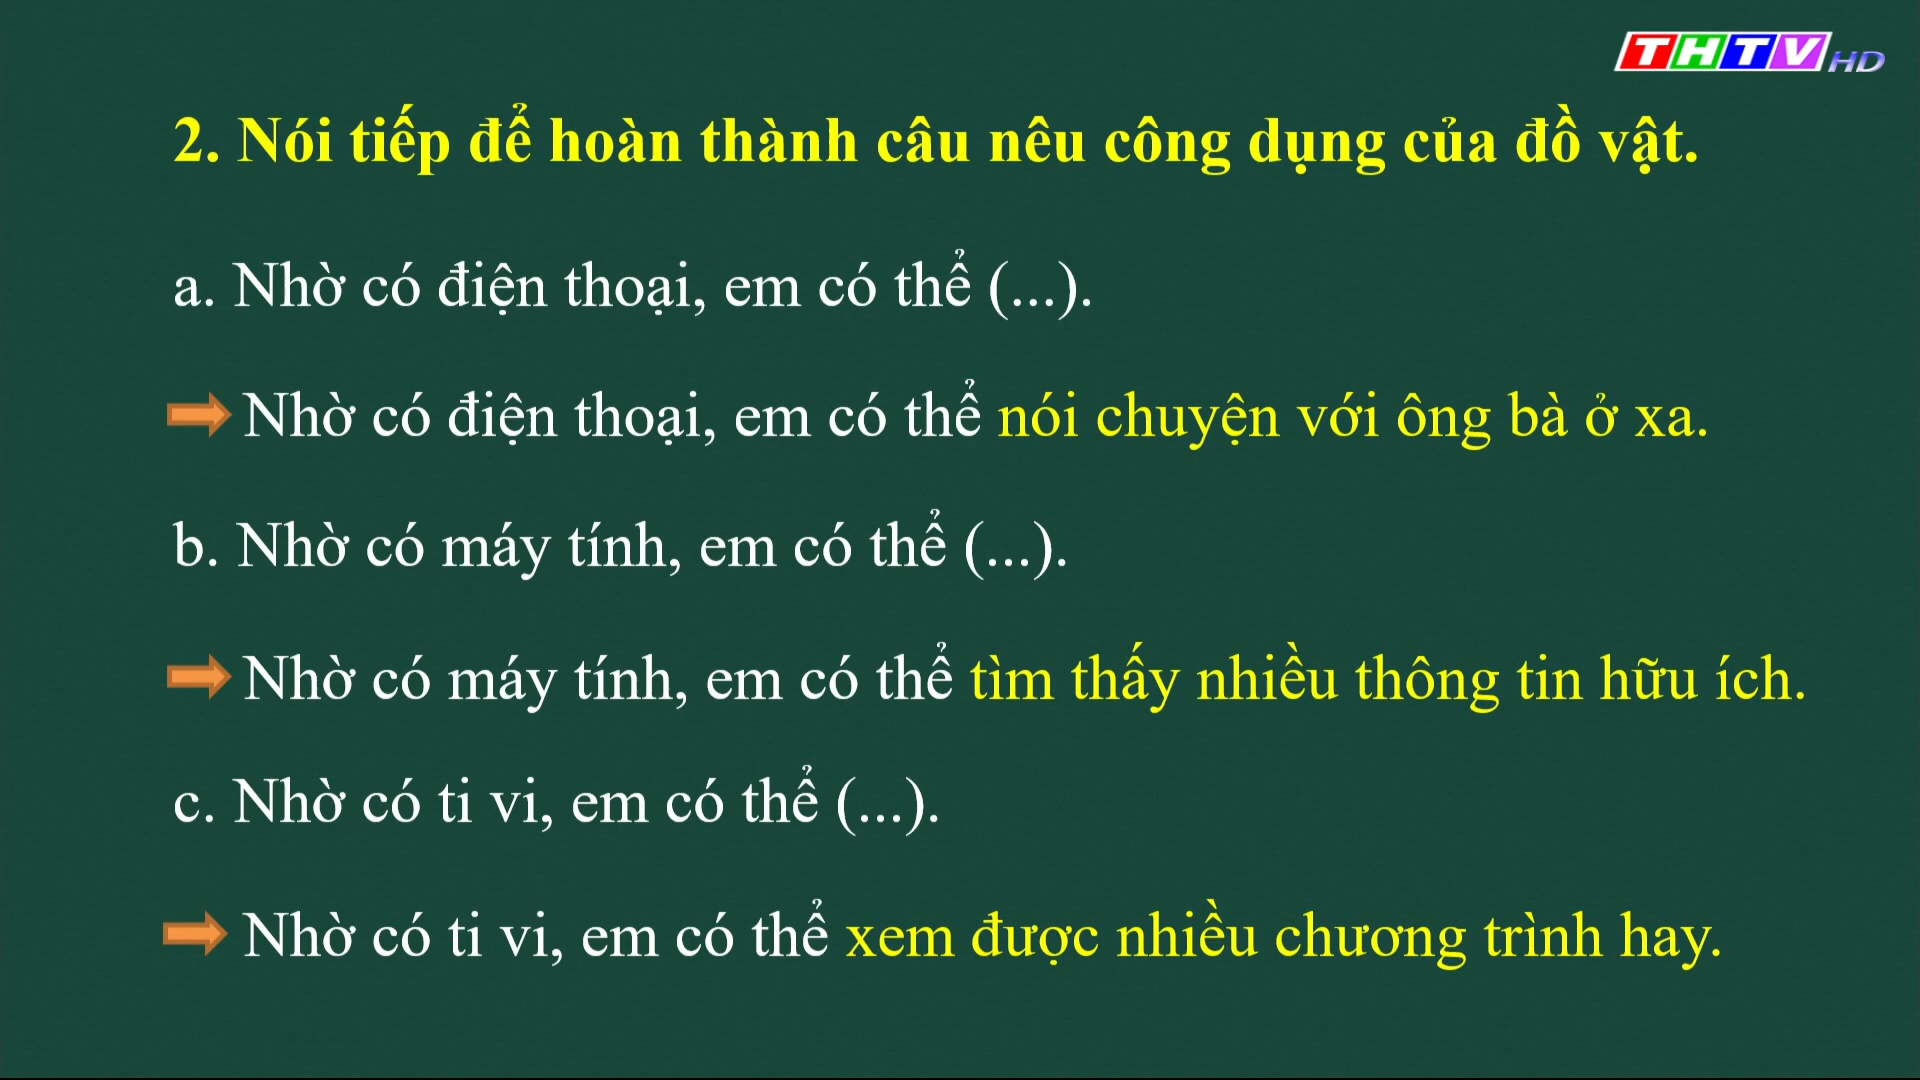 THTV HD
2. Nói tiếp để hoàn thành câu nêu công dụng của đồ vật.
a. Nhờ có điện thoại, em có thể (...).
Nhờ có điện thoại, em có thể nói chuyện với ông bà ở xa.
b. Nhờ có máy tính, em có thể (...).
Nhờ có máy tính, em có thể tìm thấy nhiều thông tin hữu ích.
c. Nhờ có ti vi, em có thể (...).
Nhờ có ti vi, em có thể xem được nhiều chương trình hay.